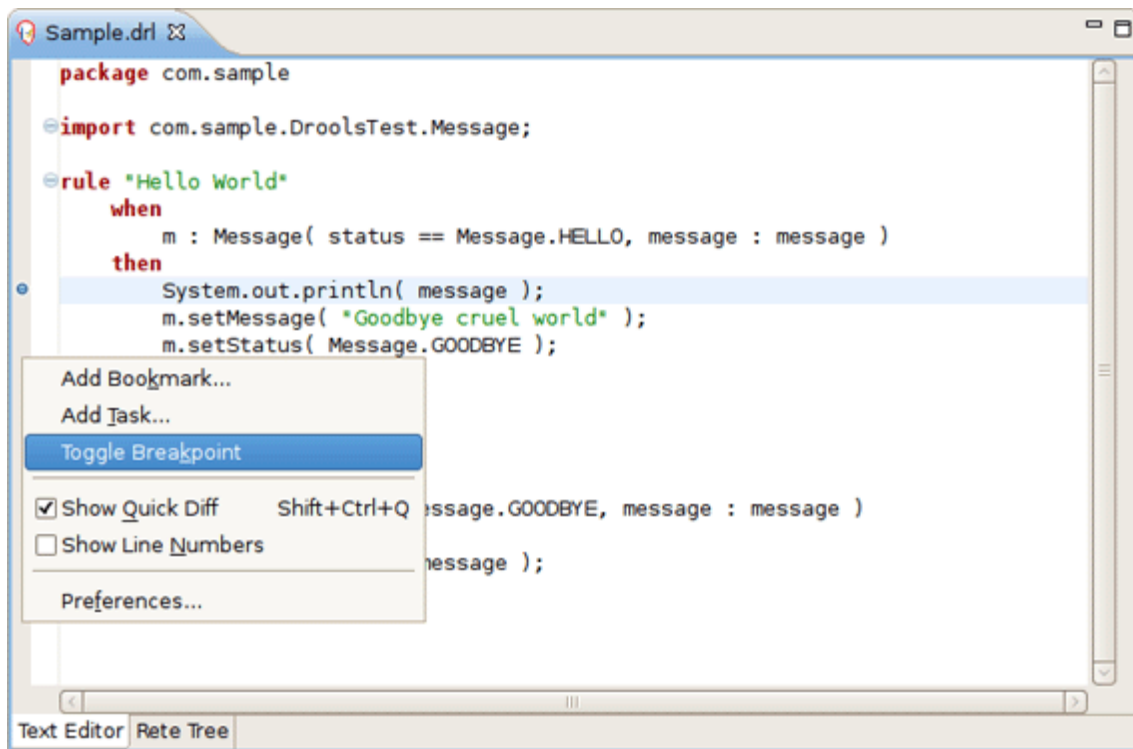 Sample.drl
package com.sample
import com.sample.DroolsTest.Message;
rule "Hello World"
when
m : Message( status == Message.HELLO, message : message )
then
System.out.println( message );
m.setMessage( "Goodbye cruel world" );
m.setStatus( Message.GOODBYE );
Add Bookmark...
Add Task...
Toggle Breakpoint
Show Quick Diff Shift+Ctrl+Q essage.GOODBYE, message : message )
Show Line Numbers
message );
Preferences...
Text Editor Rete Tree